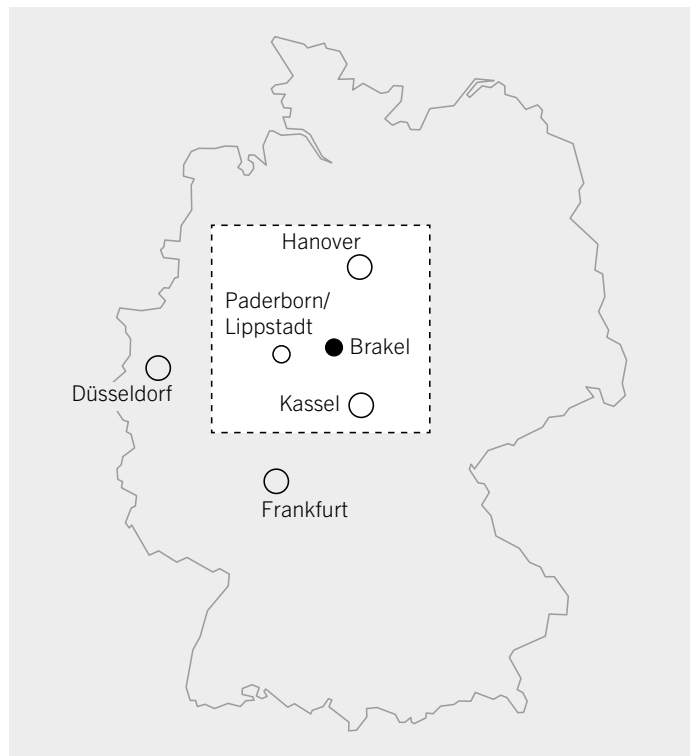 Hanover
Paderborn/
Lippstadt
Brakel
Düsseldorf
Kassel
Frankfurt